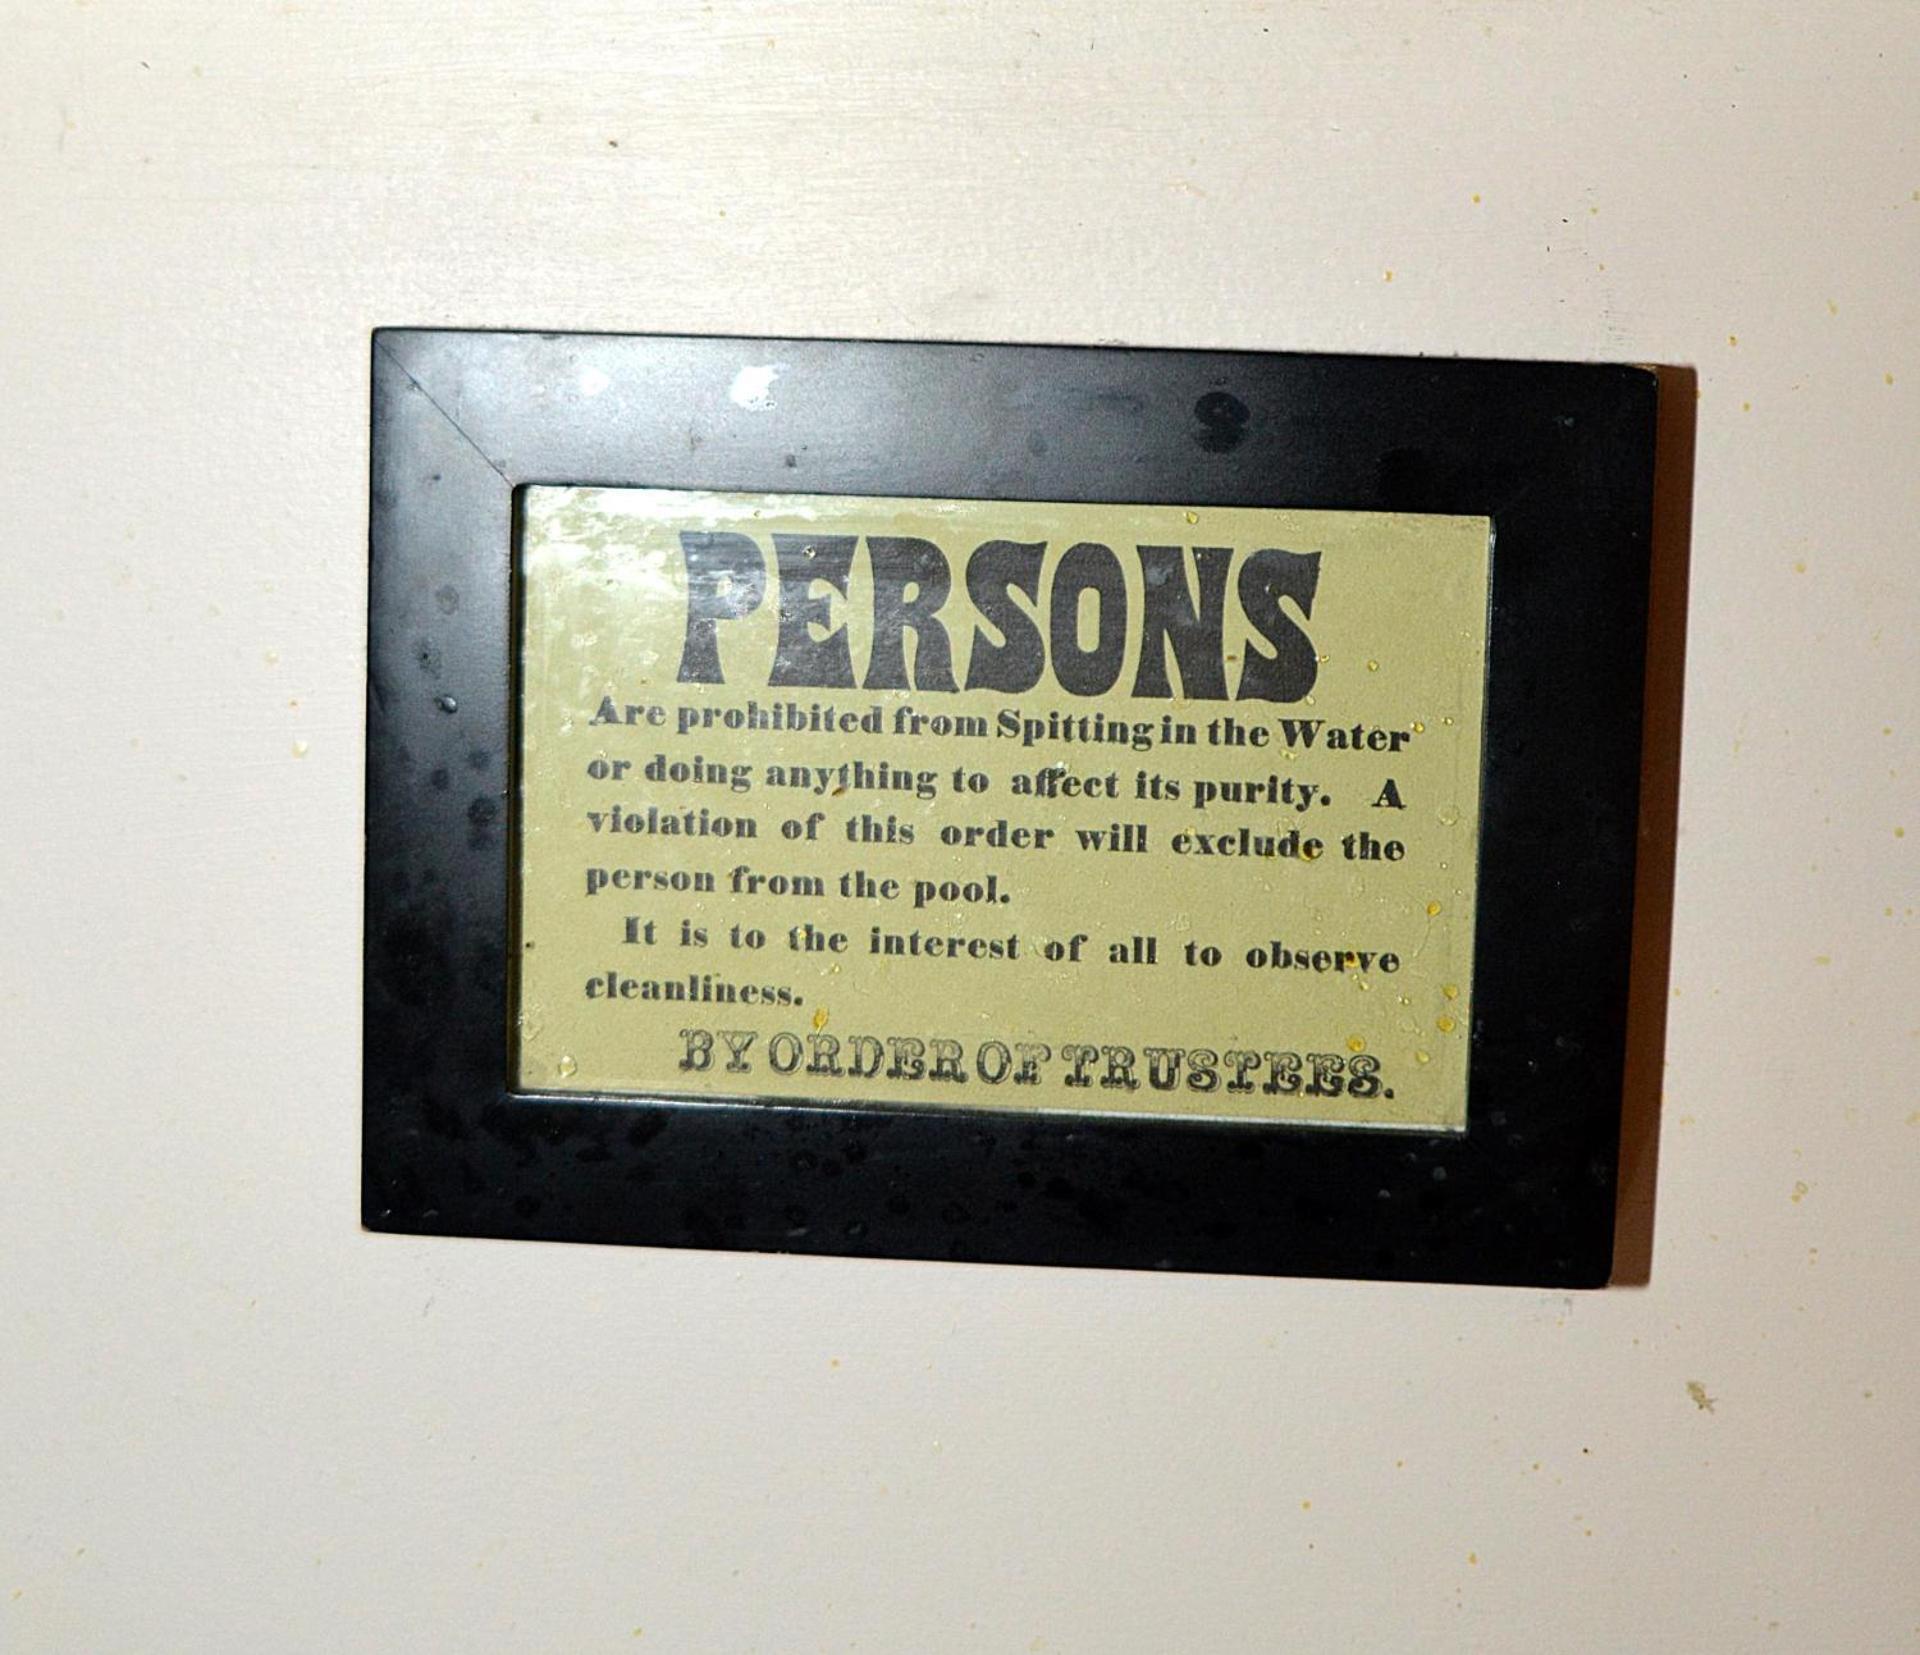 PERSONS
Are prohibited from Spitting in the Water
or doing anything to affect its purity. A
violation of this order will exclude the
person from the pool.
It is to the interest of all to observe
cleanliness.
BY ORDER OF TRUSTEES.